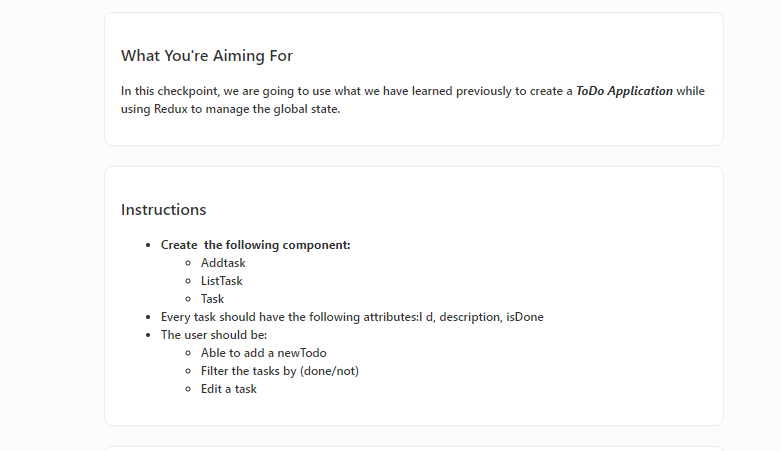 What You're Aiming For
In this checkpoint, we are going to use what we have learned previously to create a ToDo Application while
using Redux to manage the global state.
Instructions
Create  the following component:
Addtask
ListTask
Task
Every task should have the following attributes:I d, description, isDone
The user should be:
Able to add a newTodo
Filter the tasks by (done/not)
Edit a task